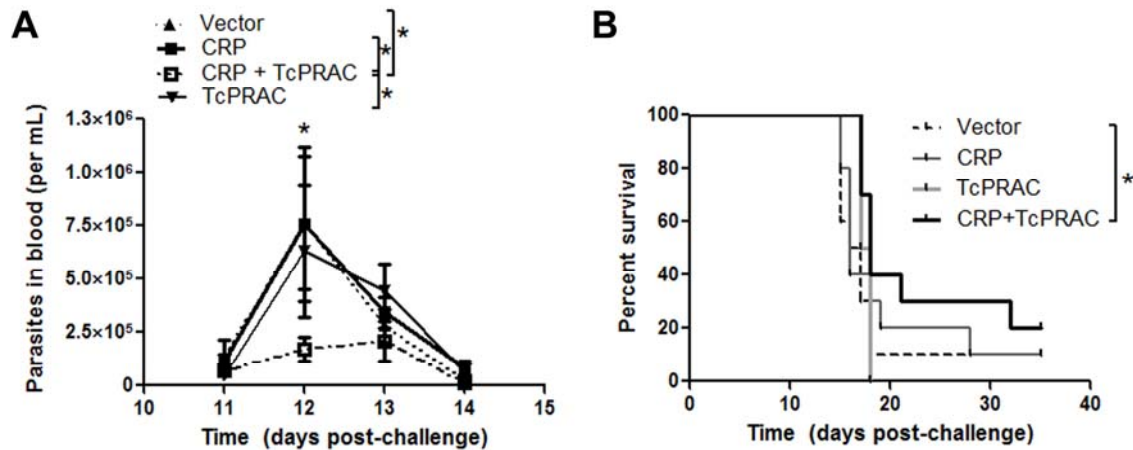 A
Vector
CRP
CRP + TcPRAC
TcPRAC
*
*
*
*
Parasites in blood (per mL)
1.3×10⁶
1.0×10⁶
7.5×10⁵
5.0×10⁵
2.5×10⁵
0
10 11 12 13 14 15
Time (days post-challenge)
B
Vector
CRP
TcPRAC
CRP+TcPRAC
*
Percent survival
100
80
60
40
20
0
0 10 20 30 40
Time (days post-challenge)